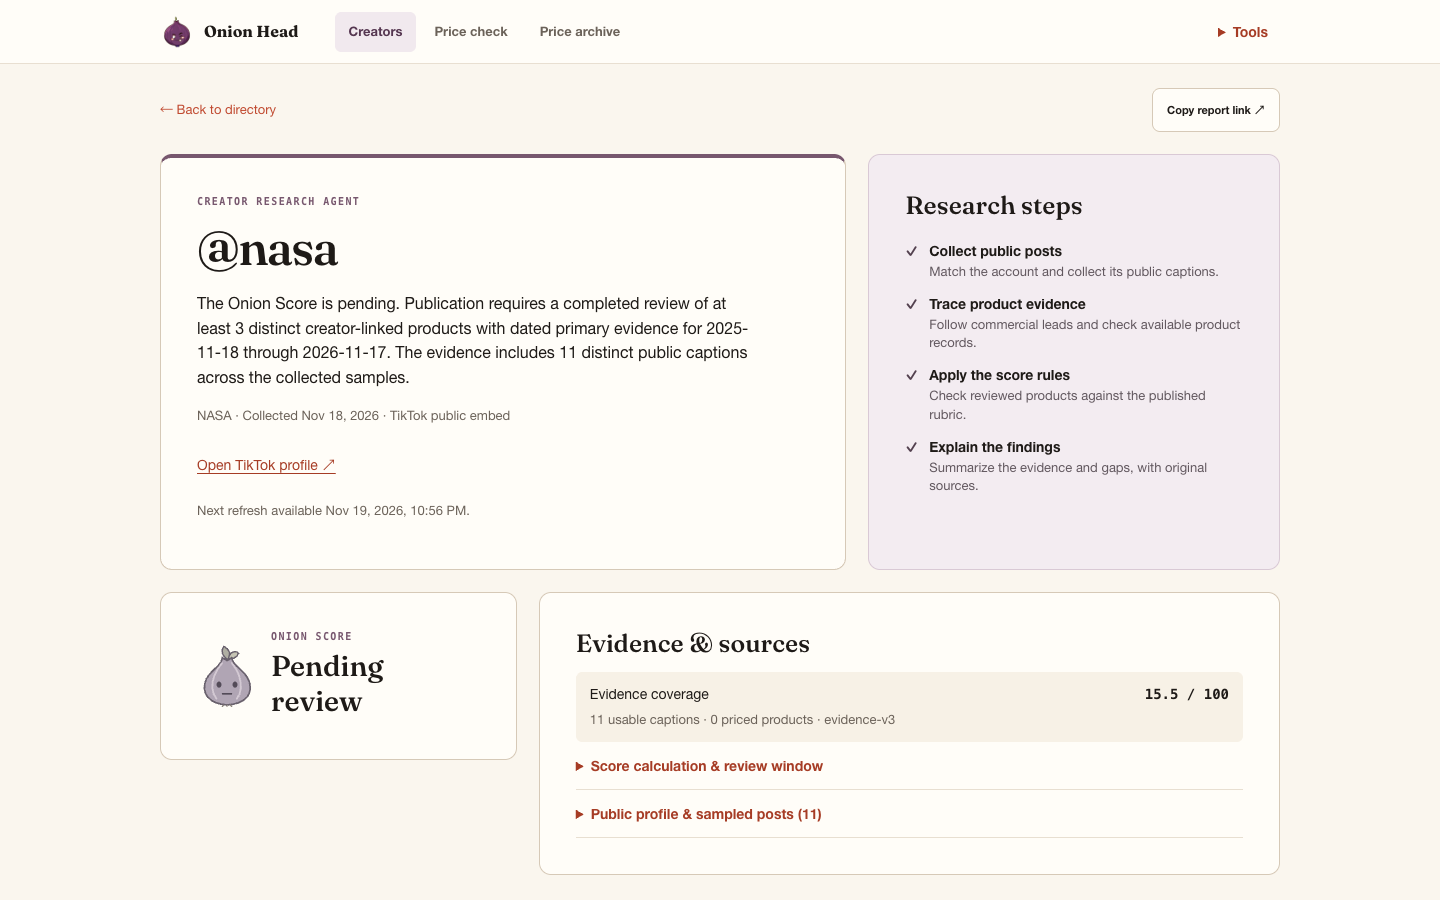 Onion Head
Creators
Price check
Price archive
▶ Tools
← Back to directory
Copy report link ↗
CREATOR RESEARCH AGENT
@nasa
The Onion Score is pending. Publication requires a completed review of at
least 3 distinct creator-linked products with dated primary evidence for 2025-
11-18 through 2026-11-17. The evidence includes 11 distinct public captions
across the collected samples.
NASA · Collected Nov 18, 2026 · TikTok public embed
Open TikTok profile ↗
Next refresh available Nov 19, 2026, 10:56 PM.
Research steps
✓ Collect public posts
Match the account and collect its public captions.
✓ Trace product evidence
Follow commercial leads and check available product
records.
✓ Apply the score rules
Check reviewed products against the published
rubric.
✓ Explain the findings
Summarize the evidence and gaps, with original
sources.
ONION SCORE
Pending
review
Evidence & sources
Evidence coverage
15.5 / 100
11 usable captions · 0 priced products · evidence-v3
▶ Score calculation & review window
▶ Public profile & sampled posts (11)